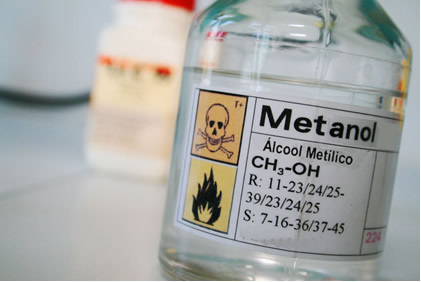 T+
Metanol
Álcool Metílico
CH₃-OH
R: 11-23/24/25-
39/23/24/25
S: 7-16-36/37-45
224